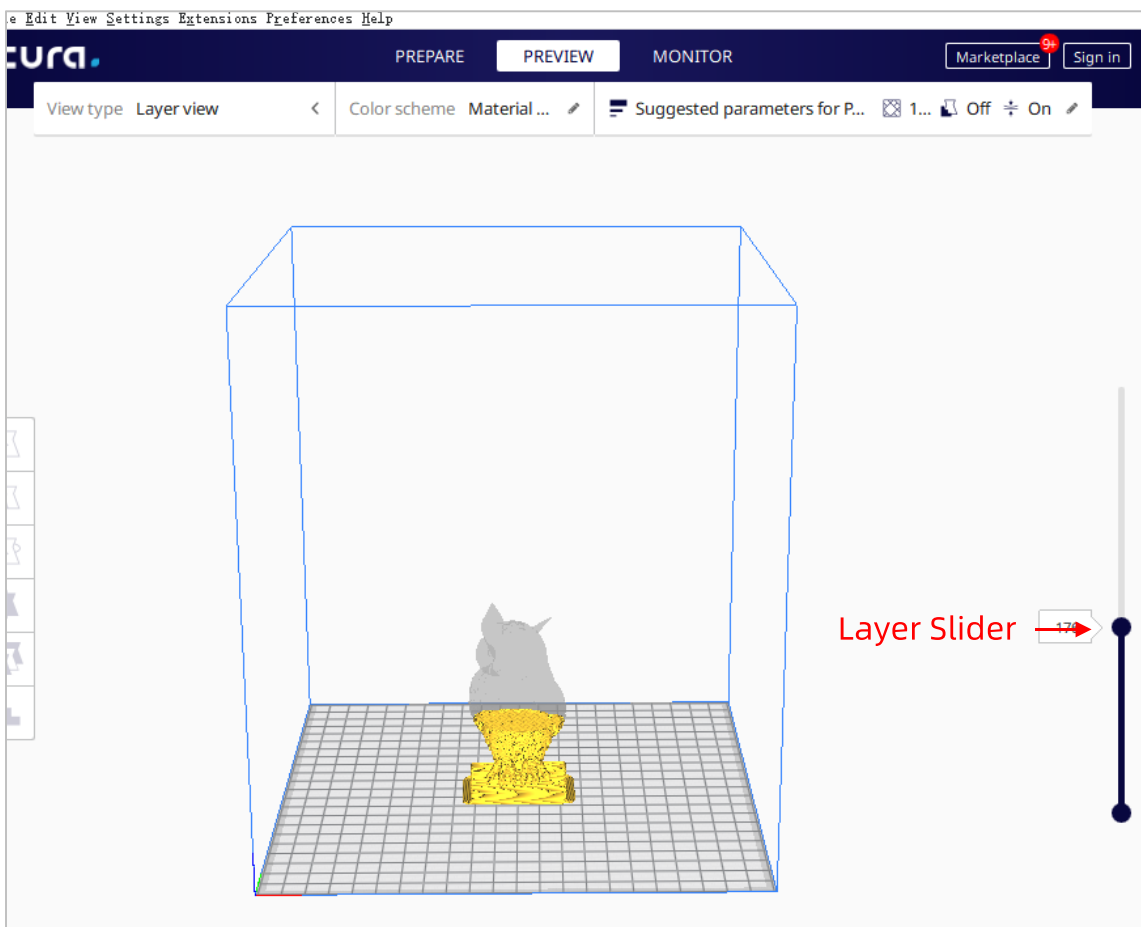 e Edit View Settings Extensions Preferences Help
cura.
PREPARE PREVIEW MONITOR
Marketplace 9+ Sign in
View type Layer view
Color scheme Material ...
Suggested parameters for P... 1... Off On
Layer Slider